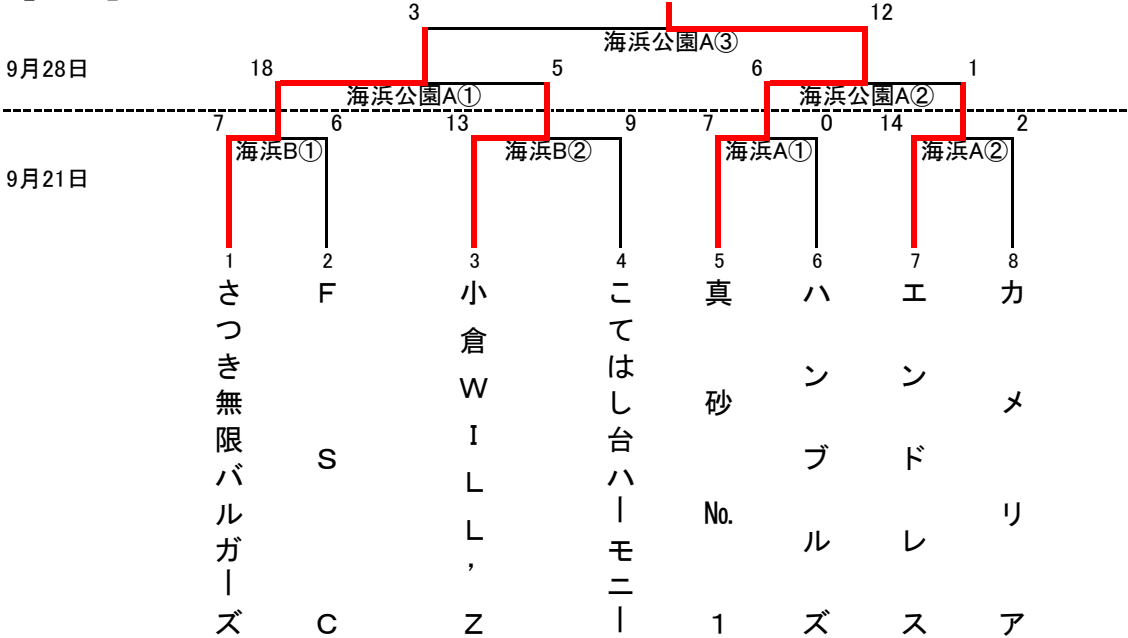 3 12
海浜公園A③
9月28日
18 5 6 1
海浜公園A① 海浜公園A②
7 6 13 9 7 0 14 2
海浜B① 海浜B② 海浜A① 海浜A②
9月21日
1 2 3 4 5 6 7 8
さつき無限バルガーズ
FSC
小倉WILL’Z
こてはし台ハーモニー
真砂№1
ハンブルズ
エンドレス
カメリア